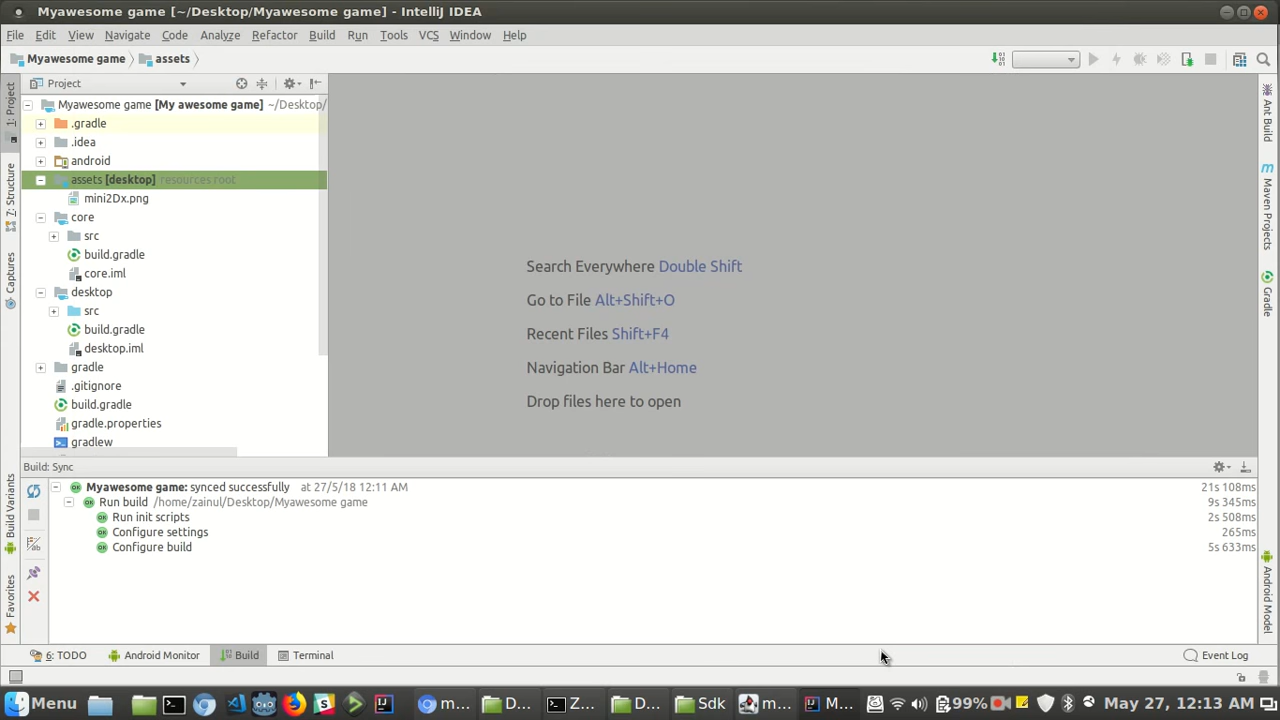 Myawesome game [~/Desktop/Myawesome game] - IntelliJ IDEA
File Edit View Navigate Code Analyze Refactor Build Run Tools VCS Window Help
Myawesome game assets
Project
Myawesome game [My awesome game] ~/Desktop/
.gradle
.idea
android
assets [desktop] resources root
mini2Dx.png
core
src
build.gradle
core.iml
desktop
src
build.gradle
desktop.iml
gradle
.gitignore
build.gradle
gradle.properties
gradlew
1: Project
7: Structure
Captures
Build Variants
Favorites
Search Everywhere Double Shift
Go to File Alt+Shift+O
Recent Files Shift+F4
Navigation Bar Alt+Home
Drop files here to open
Ant Build
Maven Projects
Gradle
Android Model
Build: Sync
Myawesome game: synced successfully at 27/5/18 12:11 AM 21s 108ms
Run build /home/zainul/Desktop/Myawesome game 9s 345ms
Run init scripts 2s 508ms
Configure settings 265ms
Configure build 5s 633ms
6: TODO Android Monitor Build Terminal Event Log
Menu m... D... Z... D... Sdk m... M... 99% May 27, 12:13 AM